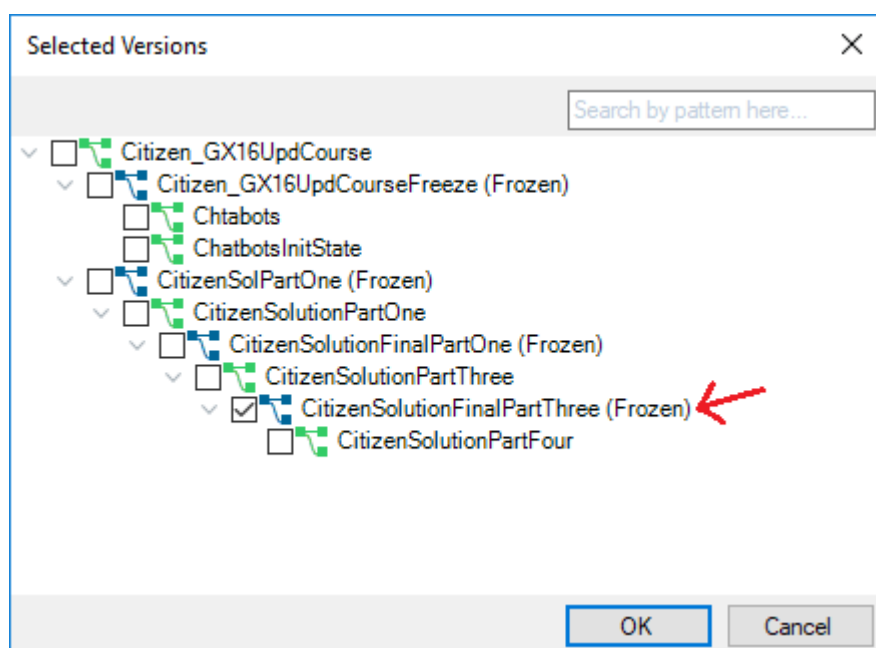 Selected Versions
Search by pattern here...
Citizen_GX16UpdCourse
Citizen_GX16UpdCourseFreeze (Frozen)
Chtabots
ChatbotsInitState
CitizenSolPartOne (Frozen)
CitizenSolutionPartOne
CitizenSolutionFinalPartOne (Frozen)
CitizenSolutionPartThree
CitizenSolutionFinalPartThree (Frozen)
CitizenSolutionPartFour
OK Cancel